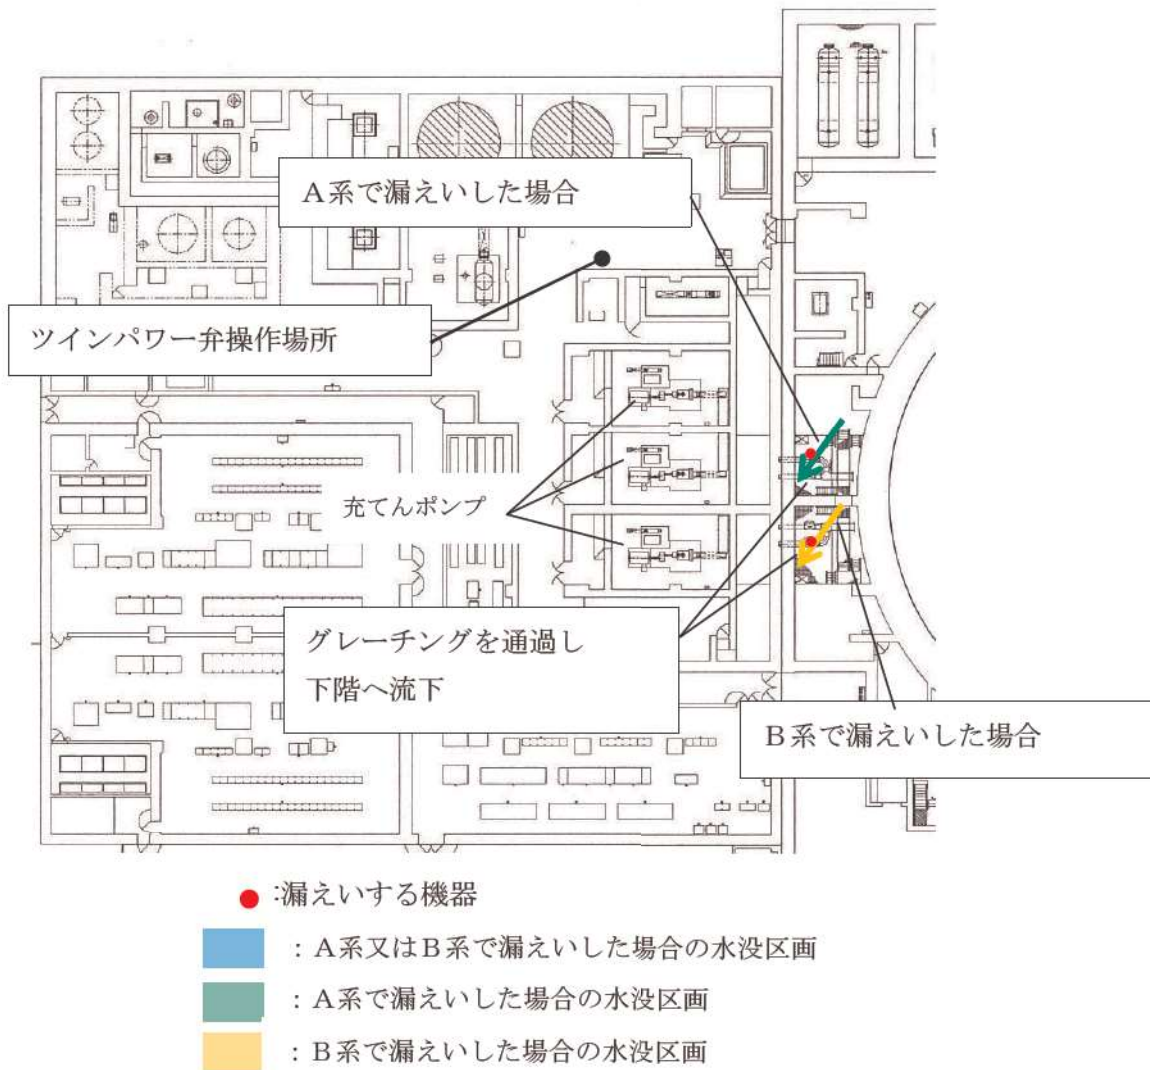 A系で漏えいした場合
ツインパワー弁操作場所
充てんポンプ
グレーチングを通過し
下階へ流下
B系で漏えいした場合
:漏えいする機器
：A系又はB系で漏えいした場合の水没区画
：A系で漏えいした場合の水没区画
：B系で漏えいした場合の水没区画